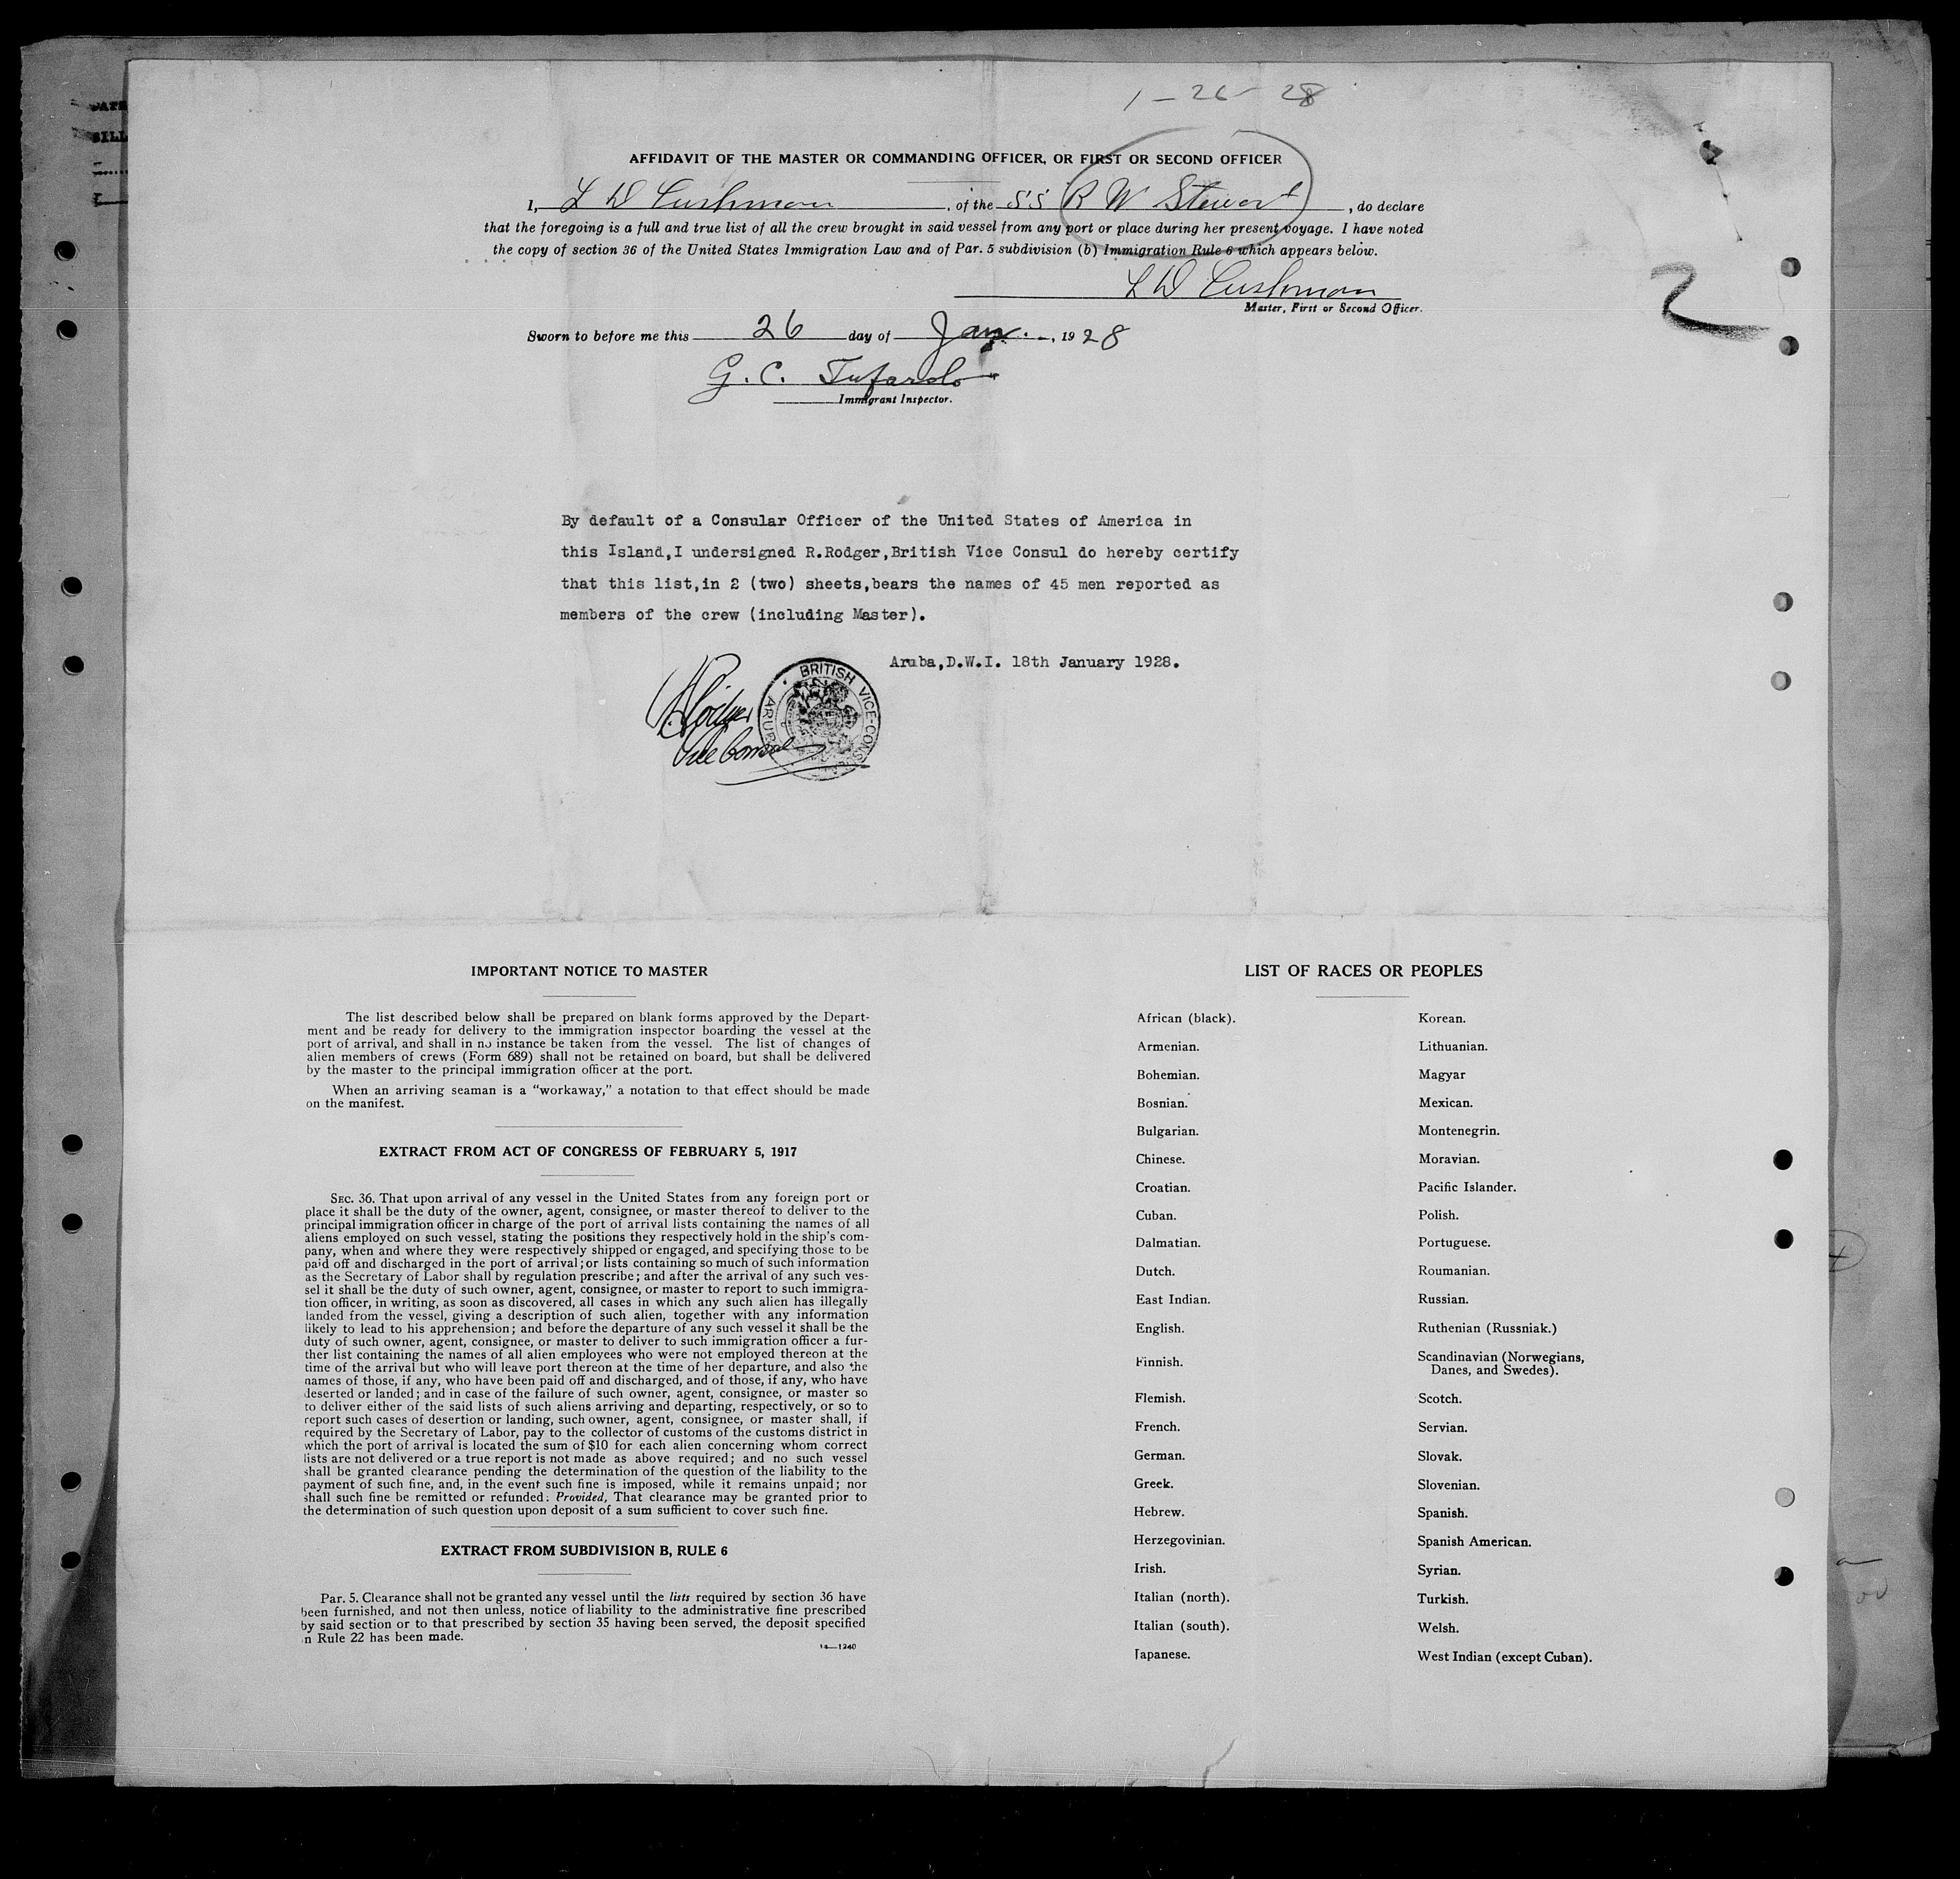 1-26-28
AFFIDAVIT OF THE MASTER OR COMMANDING OFFICER, OR FIRST OR SECOND OFFICER
I, L W Cushman, of the SS R W Stewart, do declare
that the foregoing is a full and true list of all the crew brought in said vessel from any port or place during her present voyage. I have noted
the copy of section 36 of the United States Immigration Law and of Par. 5 subdivision (b) Immigration Rule 6 which appears below.
L W Cushman
Master, First or Second Officer.
2
Sworn to before me this 26 day of Jan., 1928
G. C. Tufarolo
Immigrant Inspector.
By default of a Consular Officer of the United States of America in
this Island,I undersigned R.Rodger,British Vice Consul do hereby certify
that this list,in 2 (two) sheets,bears the names of 45 men reported as
members of the crew (including Master).
Aruba,D.W.I. 18th January 1928.
R. Rodger
Vice Consul
BRITISH VICE-CONS
ARUBA
IMPORTANT NOTICE TO MASTER
The list described below shall be prepared on blank forms approved by the Depart-
ment and be ready for delivery to the immigration inspector boarding the vessel at the
port of arrival, and shall in no instance be taken from the vessel. The list of changes of
alien members of crews (Form 689) shall not be retained on board, but shall be delivered
by the master to the principal immigration officer at the port.
When an arriving seaman is a “workaway,” a notation to that effect should be made
on the manifest.
EXTRACT FROM ACT OF CONGRESS OF FEBRUARY 5, 1917
SEC. 36. That upon arrival of any vessel in the United States from any foreign port or
place it shall be the duty of the owner, agent, consignee, or master thereof to deliver to the
principal immigration officer in charge of the port of arrival lists containing the names of all
aliens employed on such vessel, stating the positions they respectively hold in the ship's com-
pany, when and where they were respectively shipped or engaged, and specifying those to be
paid off and discharged in the port of arrival; or lists containing so much of such information
as the Secretary of Labor shall by regulation prescribe; and after the arrival of any such ves-
sel it shall be the duty of such owner, agent, consignee, or master to report to such immigra-
tion officer, in writing, as soon as discovered, all cases in which any such alien has illegally
landed from the vessel, giving a description of such alien, together with any information
likely to lead to his apprehension; and before the departure of any such vessel it shall be the
duty of such owner, agent, consignee, or master to deliver to such immigration officer a fur-
ther list containing the names of all alien employees who were not employed thereon at the
time of the arrival but who will leave port thereon at the time of her departure, and also the
names of those, if any, who have been paid off and discharged, and of those, if any, who have
deserted or landed; and in case of the failure of such owner, agent, consignee, or master so
to deliver either of the said lists of such aliens arriving and departing, respectively, or so to
report such cases of desertion or landing, such owner, agent, consignee, or master shall, if
required by the Secretary of Labor, pay to the collector of customs of the customs district in
which the port of arrival is located the sum of $10 for each alien concerning whom correct
lists are not delivered or a true report is not made as above required; and no such vessel
shall be granted clearance pending the determination of the question of the liability to the
payment of such fine, and, in the event such fine is imposed, while it remains unpaid; nor
shall such fine be remitted or refunded: Provided, That clearance may be granted prior to
the determination of such question upon deposit of a sum sufficient to cover such fine.
EXTRACT FROM SUBDIVISION B, RULE 6
Par. 5. Clearance shall not be granted any vessel until the lists required by section 36 have
been furnished, and not then unless, notice of liability to the administrative fine prescribed
by said section or to that prescribed by section 35 having been served, the deposit specified
in Rule 22 has been made.
14—1240
LIST OF RACES OR PEOPLES
African (black).
Armenian.
Bohemian.
Bosnian.
Bulgarian.
Chinese.
Croatian.
Cuban.
Dalmatian.
Dutch.
East Indian.
English.
Finnish.
Flemish.
French.
German.
Greek.
Hebrew.
Herzegovinian.
Irish.
Italian (north).
Italian (south).
Japanese.
Korean.
Lithuanian.
Magyar
Mexican.
Montenegrin.
Moravian.
Pacific Islander.
Polish.
Portuguese.
Roumanian.
Russian.
Ruthenian (Russniak.)
Scandinavian (Norwegians,
Danes, and Swedes).
Scotch.
Servian.
Slovak.
Slovenian.
Spanish.
Spanish American.
Syrian.
Turkish.
Welsh.
West Indian (except Cuban).